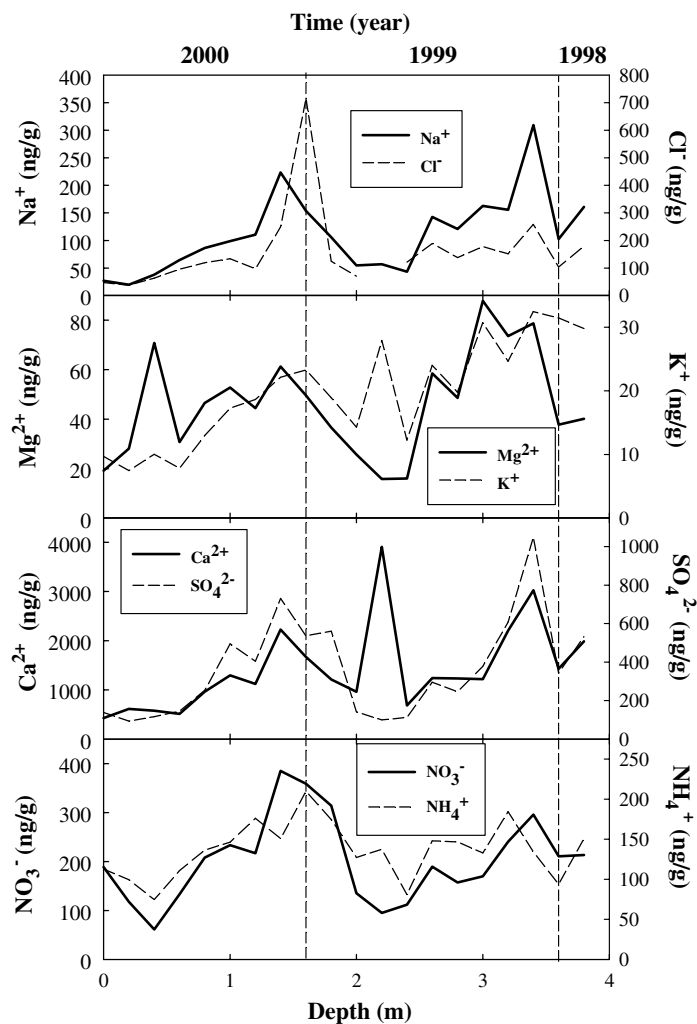 Time (year)
2000 1999 1998
400 800
350 700
300 600
250 500
200 400
150 300
100 200
50 100
0 0
Na⁺ (ng/g)
Cl⁻ (ng/g)
Na⁺
Cl⁻
80 30
60 20
40 10
20 0
0
Mg²⁺ (ng/g)
K⁺ (ng/g)
Mg²⁺
K⁺
4000 1000
3000 800
2000 600
1000 400
0 200
0
Ca²⁺ (ng/g)
SO₄²⁻ (ng/g)
Ca²⁺
SO₄²⁻
400 250
300 200
200 150
100 100
0 50
0
NO₃⁻ (ng/g)
NH₄⁺ (ng/g)
NO₃⁻
NH₄⁺
0 1 2 3 4
Depth (m)